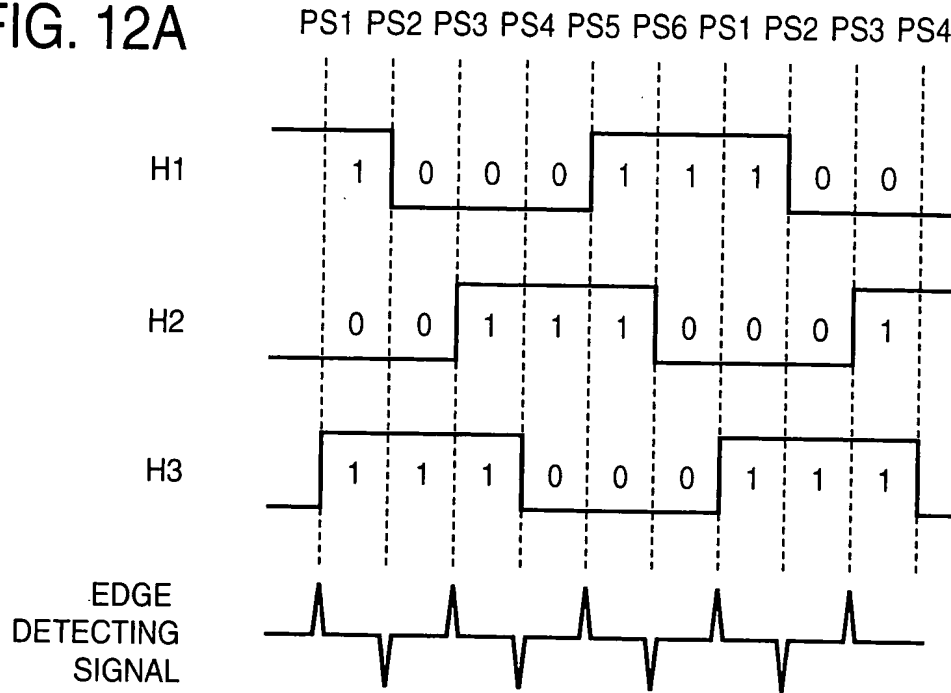 FIG. 12A
PS1 PS2 PS3 PS4 PS5 PS6 PS1 PS2 PS3 PS4
H1
1 0 0 0 1 1 1 0 0
H2
0 0 1 1 1 0 0 0 1
H3
1 1 1 0 0 0 1 1 1
EDGE
DETECTING
SIGNAL